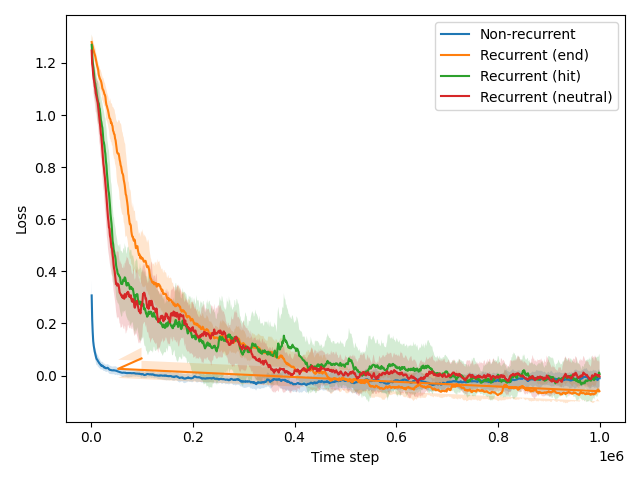 Non-recurrent
Recurrent (end)
Recurrent (hit)
Recurrent (neutral)
Loss
1.2
1.0
0.8
0.6
0.4
0.2
0.0
0.0
0.2
0.4
0.6
0.8
1.0
1e6
Time step